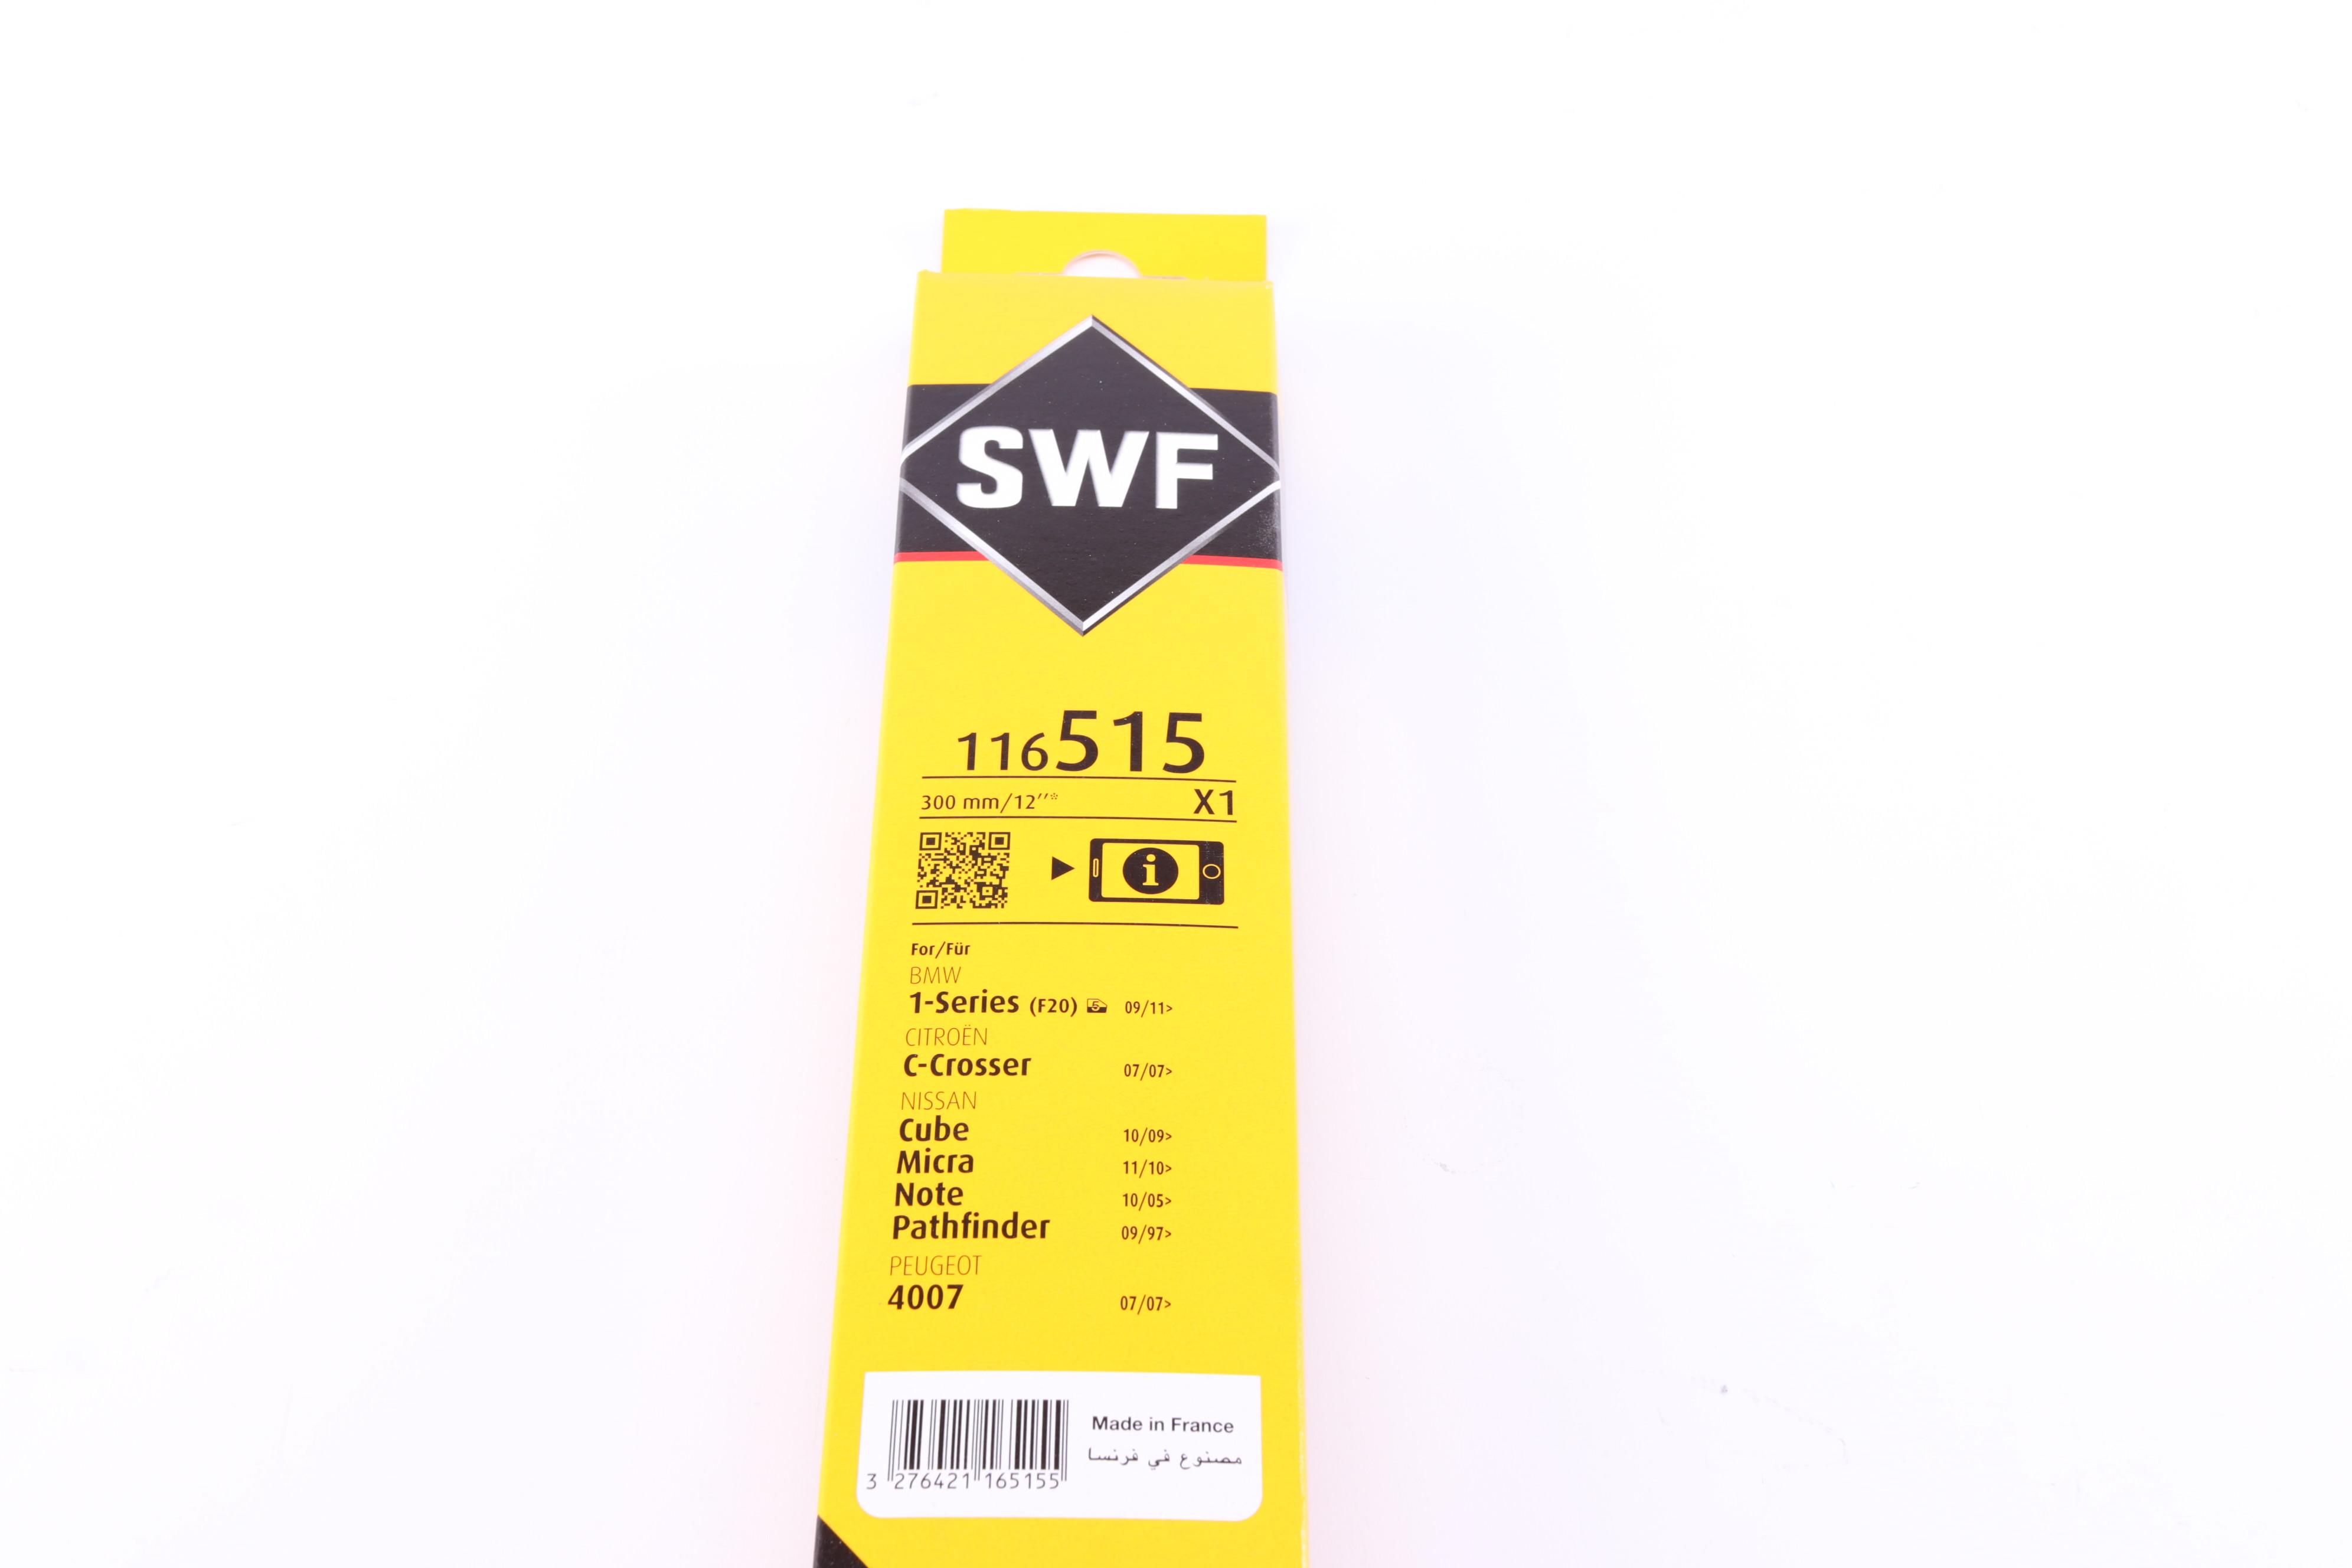 SWF
116515
300 mm/12''* X1
For/Für
BMW
1-Series (F20) 5 09/11>
CITROËN
C-Crosser 07/07>
NISSAN
Cube 10/09>
Micra 11/10>
Note 10/05>
Pathfinder 09/97>
PEUGEOT
4007 07/07>
Made in France
مصنوع في فرنسا
3 276421 165155